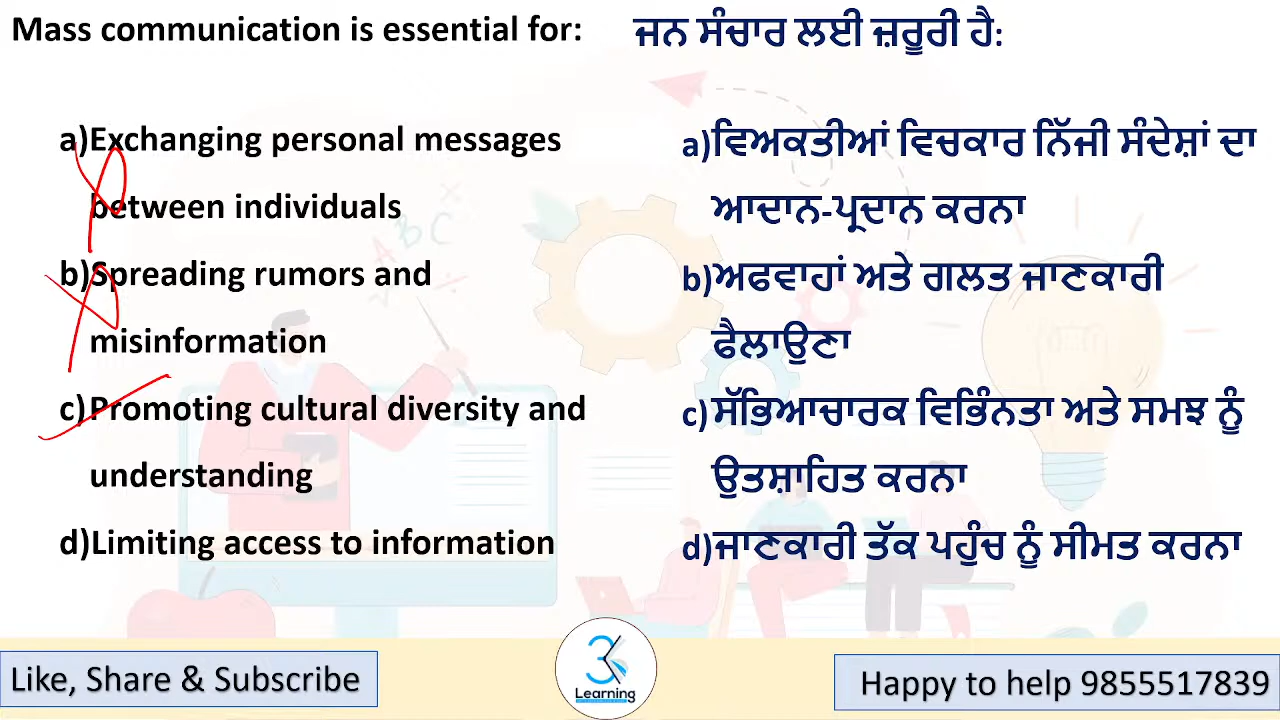 Mass communication is essential for:
ਜਨ ਸੰਚਾਰ ਲਈ ਜ਼ਰੂਰੀ ਹੈ:
a)Exchanging personal messages
between individuals
b)Spreading rumors and
misinformation
c)Promoting cultural diversity and
understanding
d)Limiting access to information
a)ਵਿਅਕਤੀਆਂ ਵਿਚਕਾਰ ਨਿੱਜੀ ਸੰਦੇਸ਼ਾਂ ਦਾ
ਆਦਾਨ-ਪ੍ਰਦਾਨ ਕਰਨਾ
b)ਅਫਵਾਹਾਂ ਅਤੇ ਗਲਤ ਜਾਣਕਾਰੀ
ਫੈਲਾਉਣਾ
c)ਸੱਭਿਆਚਾਰਕ ਵਿਭਿੰਨਤਾ ਅਤੇ ਸਮਝ ਨੂੰ
ਉਤਸ਼ਾਹਿਤ ਕਰਨਾ
d)ਜਾਣਕਾਰੀ ਤੱਕ ਪਹੁੰਚ ਨੂੰ ਸੀਮਤ ਕਰਨਾ
ABC
Like, Share & Subscribe
3
Learning
Happy to help 9855517839